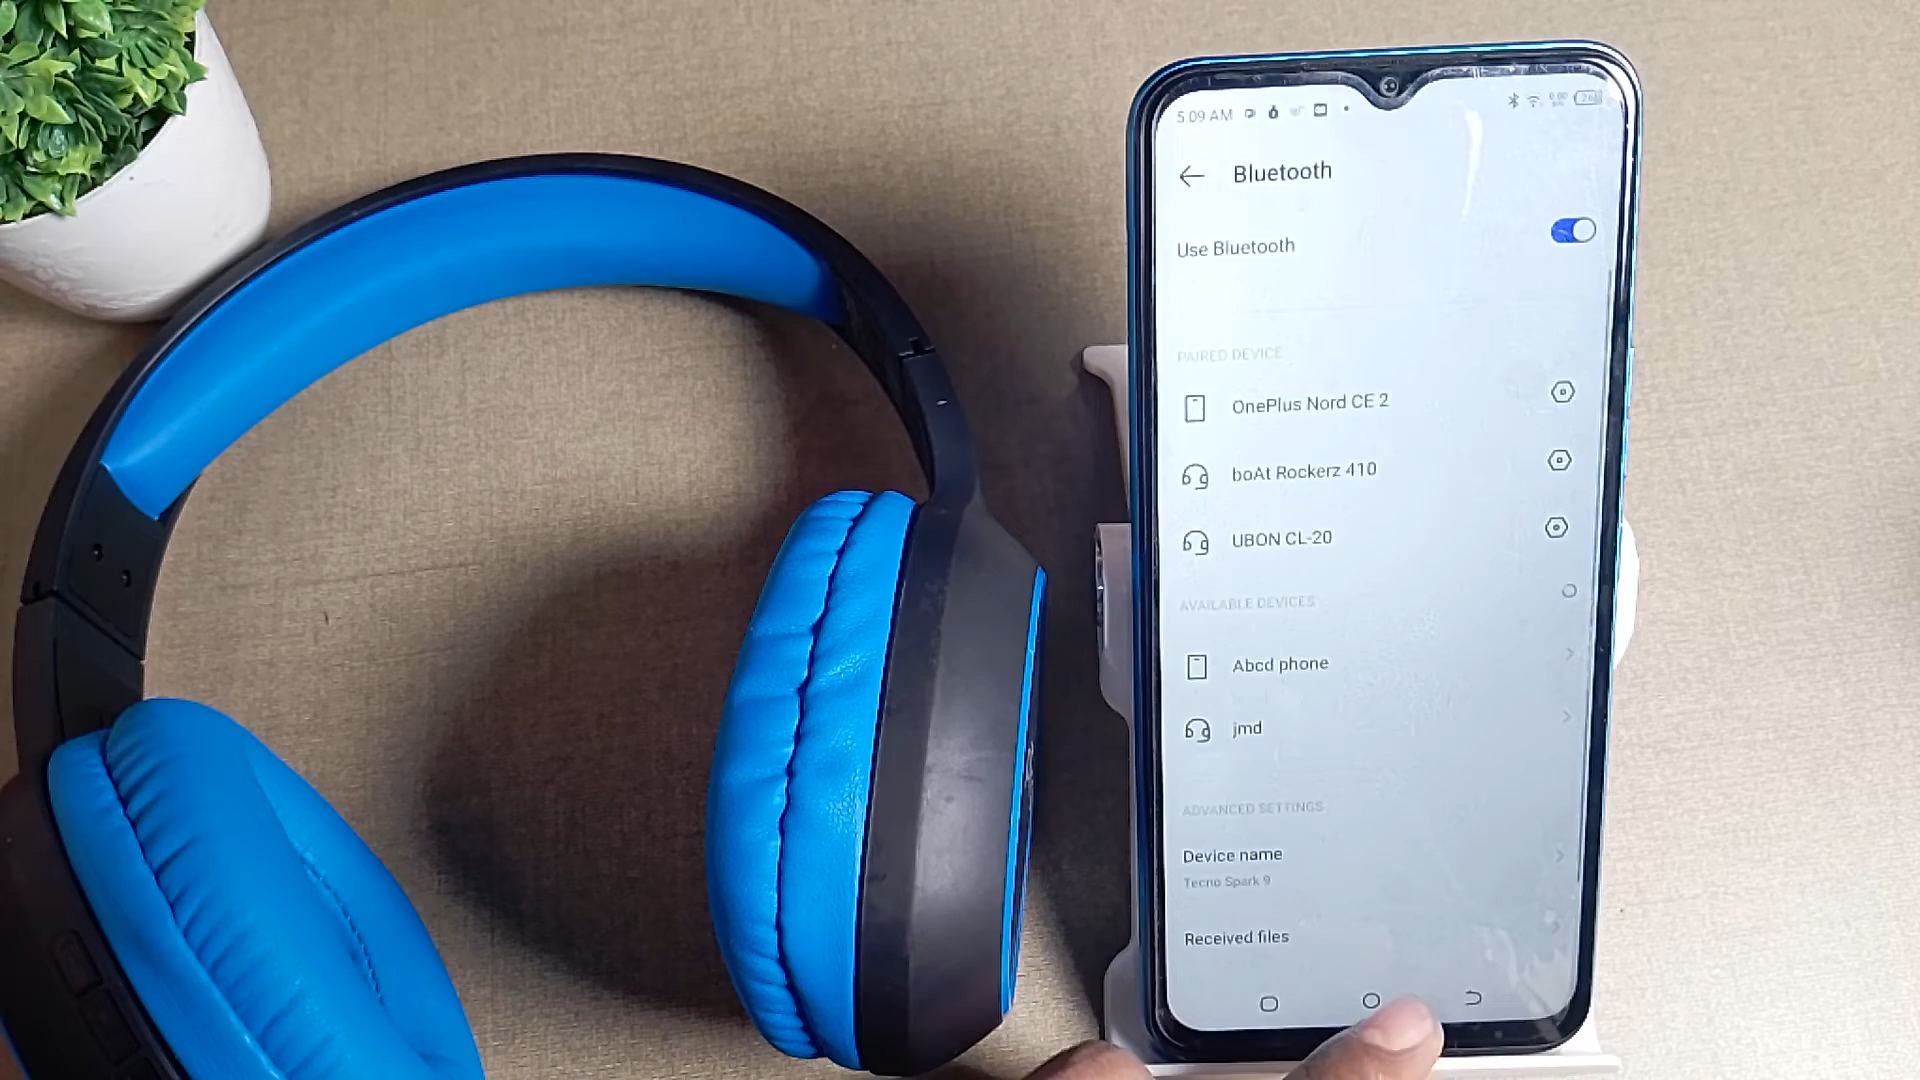 5:09 AM
Bluetooth
Use Bluetooth
PAIRED DEVICE
OnePlus Nord CE 2
boAt Rockerz 410
UBON CL-20
AVAILABLE DEVICES
Abcd phone
jmd
ADVANCED SETTINGS
Device name
Tecno Spark 9
Received files